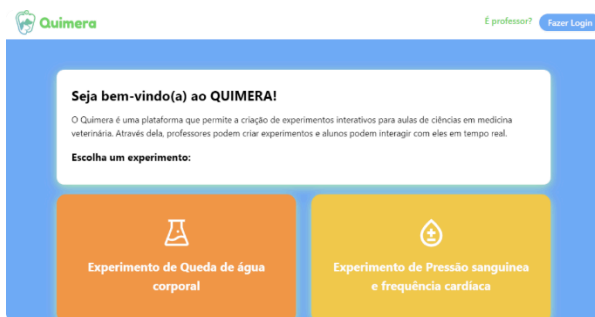 Quimera
É professor?
Fazer Login
Seja bem-vindo(a) ao QUIMERA!
O Quimera é uma plataforma que permite a criação de experimentos interativos para aulas de ciências em medicina
veterinária. Através dela, professores podem criar experimentos e alunos podem interagir com eles em tempo real.
Escolha um experimento:
Experimento de Queda de água
corporal
Experimento de Pressão sanguinea
e frequência cardíaca